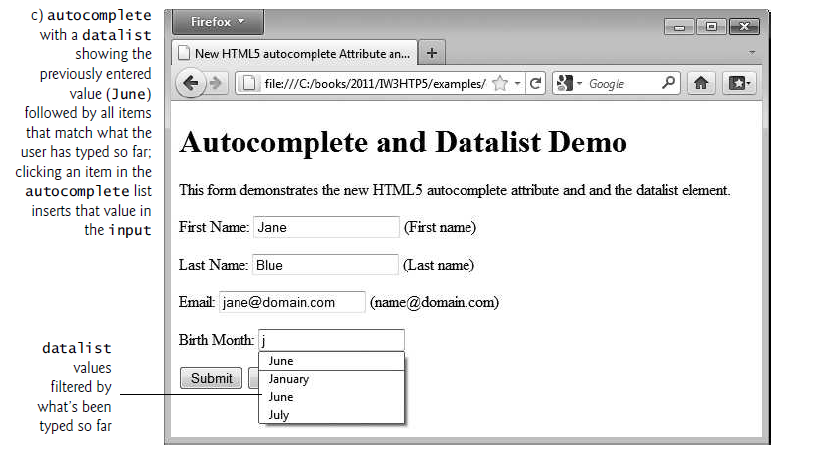 c) autocomplete
with a datalist
showing the
previously entered
value (June)
followed by all items
that match what the
user has typed so far;
clicking an item in the
autocomplete list
inserts that value in
the input
Firefox
New HTML5 autocomplete Attribute an...
file:///C:/books/2011/IW3HTP5/examples/
Google
Autocomplete and Datalist Demo
This form demonstrates the new HTML5 autocomplete attribute and and the datalist element.
First Name: Jane (First name)
Last Name: Blue (Last name)
Email: jane@domain.com (name@domain.com)
Birth Month: j
June
January
June
July
Submit
datalist
values
filtered by
what's been
typed so far